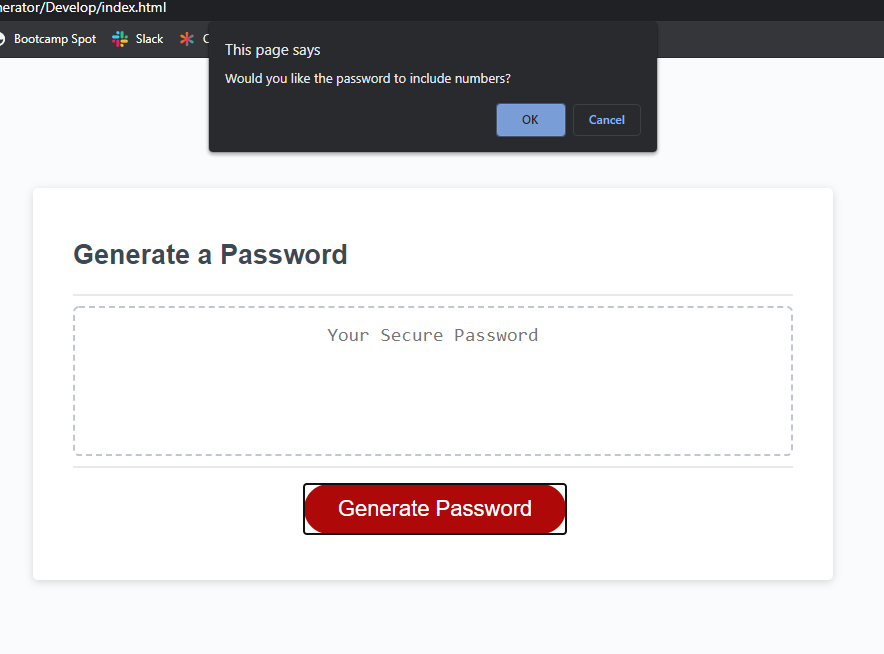 nerator/Develop/index.html
Bootcamp Spot Slack C
This page says
Would you like the password to include numbers?
OK Cancel
Generate a Password
Your Secure Password
Generate Password